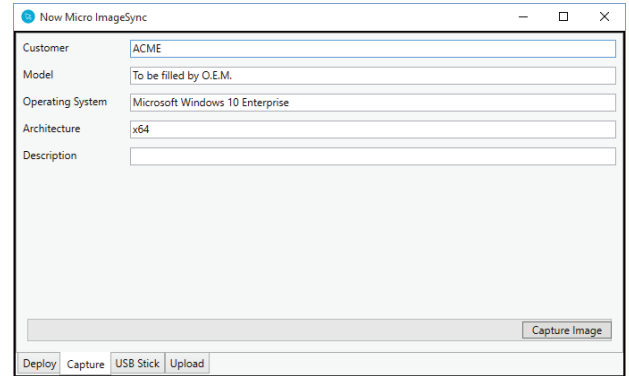 Now Micro ImageSync
Customer ACME
Model To be filled by O.E.M.
Operating System Microsoft Windows 10 Enterprise
Architecture x64
Description
Capture Image
Deploy Capture USB Stick Upload